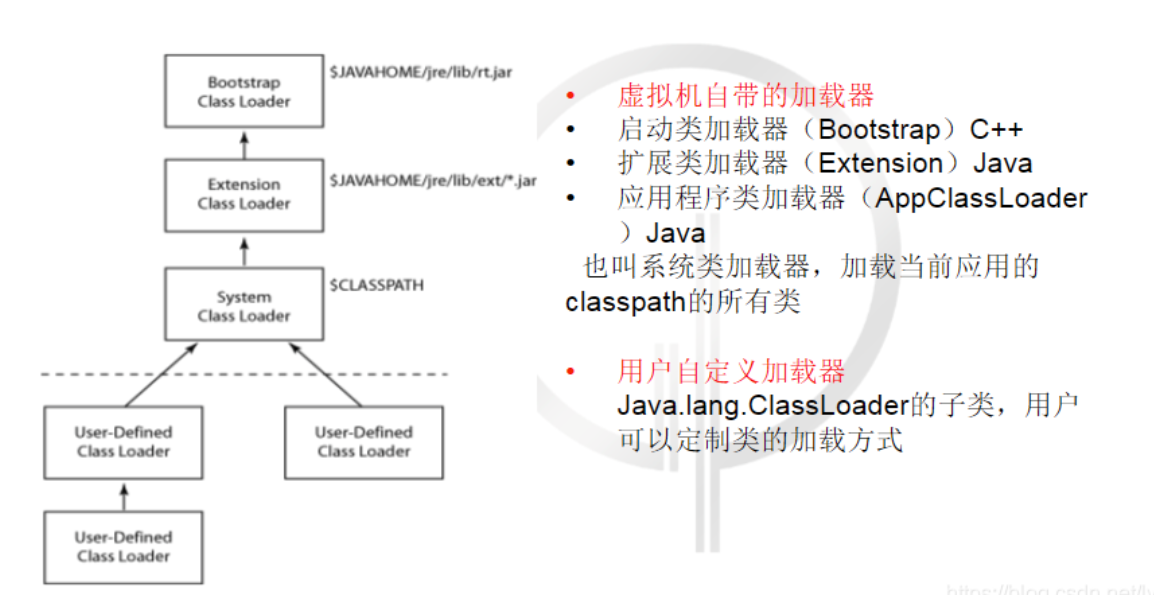 Bootstrap
Class Loader
$JAVAHOME/jre/lib/rt.jar
Extension
Class Loader
$JAVAHOME/jre/lib/ext/*.jar
System
Class Loader
$CLASSPATH
User-Defined
Class Loader
User-Defined
Class Loader
User-Defined
Class Loader
• 虚拟机自带的加载器
• 启动类加载器（Bootstrap）C++
• 扩展类加载器（Extension）Java
• 应用程序类加载器（AppClassLoader
）Java
也叫系统类加载器，加载当前应用的
classpath的所有类
• 用户自定义加载器
Java.lang.ClassLoader的子类，用户
可以定制类的加载方式